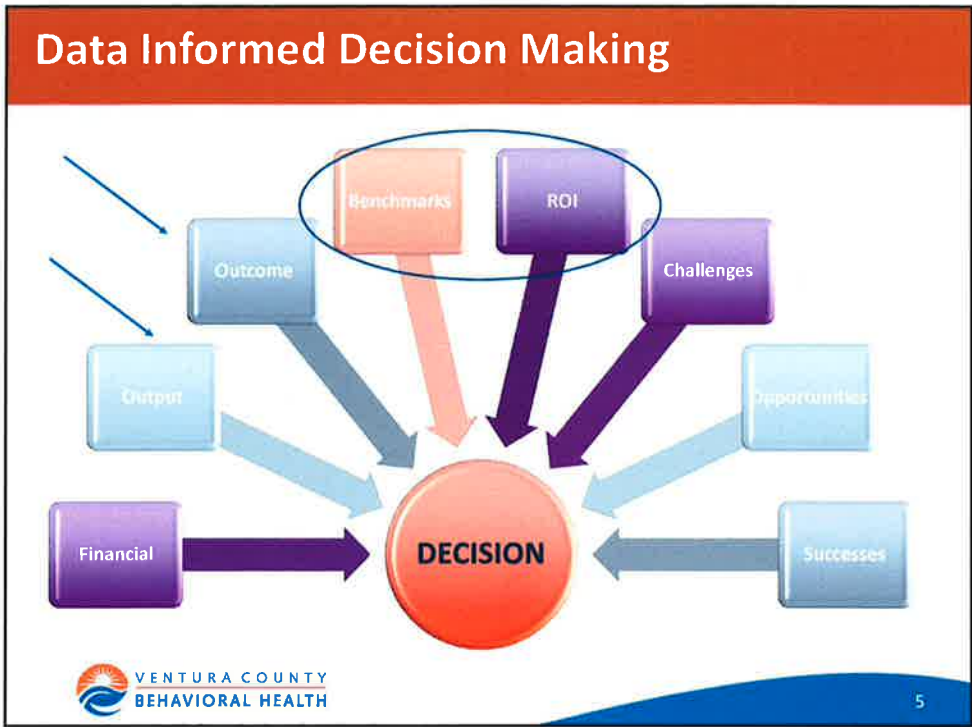 Data Informed Decision Making
Benchmarks
ROI
Outcome
Challenges
Output
Opportunities
Financial
DECISION
Successes
VENTURA COUNTY
BEHAVIORAL HEALTH
5